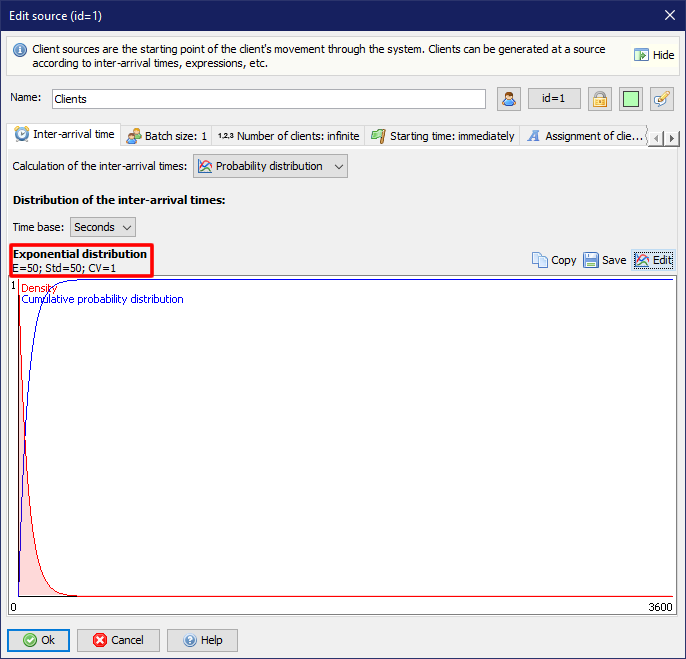 Edit source (id=1)
Client sources are the starting point of the client's movement through the system. Clients can be generated at a source
according to inter-arrival times, expressions, etc.
Hide
Name: Clients id=1
Inter-arrival time Batch size: 1 1,2,3 Number of clients: infinite Starting time: immediately A Assignment of clie...
Calculation of the inter-arrival times: Probability distribution
Distribution of the inter-arrival times:
Time base: Seconds
Exponential distribution
E=50; Std=50; CV=1
Copy Save Edit
1
Density
Cumulative probability distribution
0 3600
Ok Cancel Help